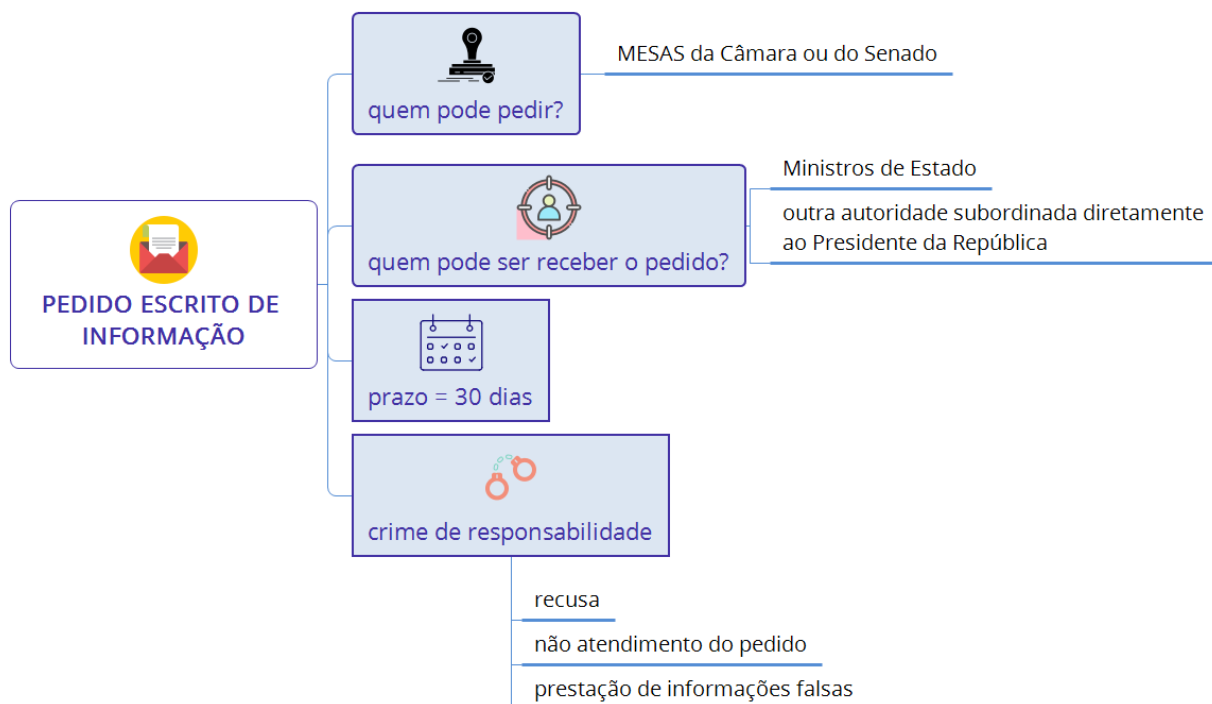 quem pode pedir?
MESAS da Câmara ou do Senado
PEDIDO ESCRITO DE
INFORMAÇÃO
quem pode ser receber o pedido?
Ministros de Estado
outra autoridade subordinada diretamente
ao Presidente da República
prazo = 30 dias
crime de responsabilidade
recusa
não atendimento do pedido
prestação de informações falsas